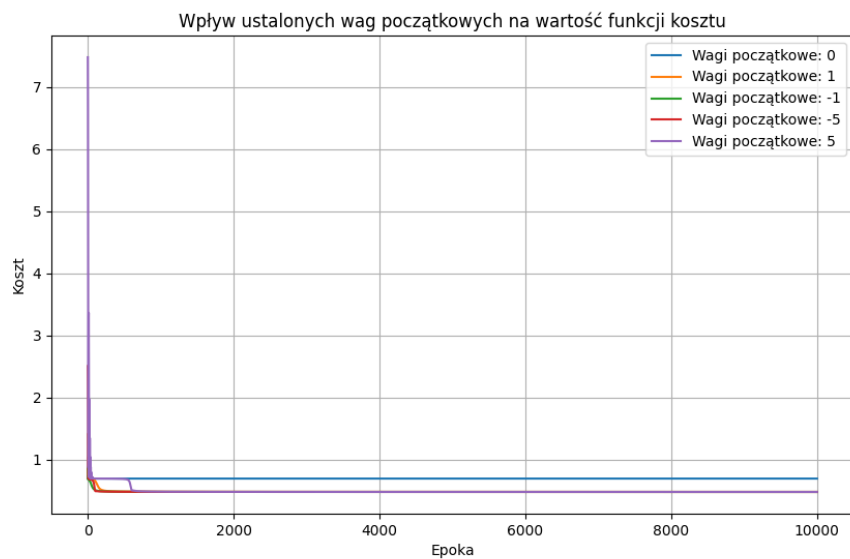 Wpływ ustalonych wag początkowych na wartość funkcji kosztu
Wagi początkowe: 0
Wagi początkowe: 1
Wagi początkowe: -1
Wagi początkowe: -5
Wagi początkowe: 5
7
6
5
4
3
2
1
Koszt
0
2000
4000
6000
8000
10000
Epoka